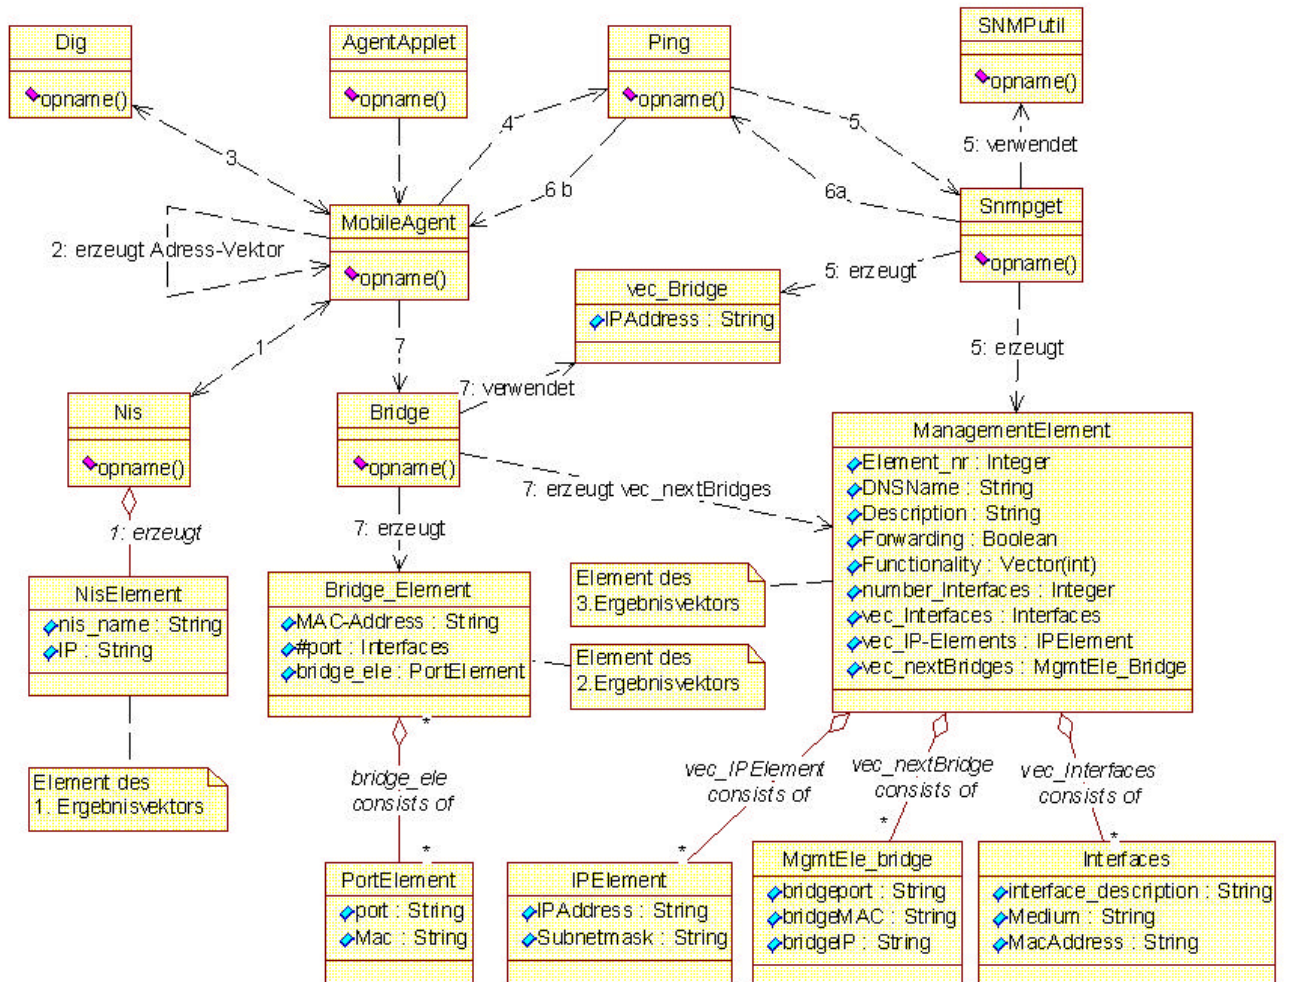 Dig
opname()
AgentApplet
opname()
Ping
opname()
SNMPutil
opname()
3
4
5
5: verwendet
6 b
6a
MobileAgent
opname()
2: erzeugt Adress-Vektor
Snmpget
opname()
5: erzeugt
vec_Bridge
IPAddress : String
1
7
5: erzeugt
7: verwendet
Nis
opname()
Bridge
opname()
7: erzeugt vec_nextBridges
1: erzeugt
7: erzeugt
ManagementElement
Element_nr : Integer
DNSName : String
Description : String
Forwarding : Boolean
Functionality : Vector(int)
number_Interfaces : Integer
vec_Interfaces : Interfaces
vec_IP-Elements : IPElement
vec_nextBridges : MgmtEle_Bridge
NisElement
nis_name : String
IP : String
Bridge_Element
MAC-Address : String
#port : Interfaces
bridge_ele : PortElement
Element des
3.Ergebnisvektors
Element des
2.Ergebnisvektors
Element des
1. Ergebnisvektors
*
bridge_ele
consists of
*
vec_IPElement
consists of
*
vec_nextBridge
consists of
*
vec_Interfaces
consists of
*
PortElement
port : String
Mac : String
IPElement
IPAddress : String
Subnetmask : String
MgmtEle_bridge
bridgeport : String
bridgeMAC : String
bridgeIP : String
Interfaces
interface_description : String
Medium : String
MacAddress : String